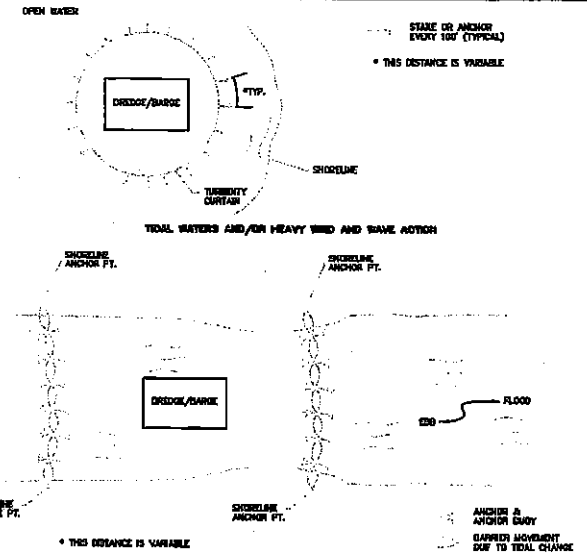 OPEN WATER
STAKE OR ANCHOR
EVERY 100' (TYPICAL)
* THIS DISTANCE IS VARIABLE
*TYP.
DREDGE/BARGE
SHORELINE
TURBIDITY
CURTAIN
TIDAL WATERS AND/OR HEAVY WIND AND WAVE ACTION
SHORELINE
ANCHOR PT.
SHORELINE
ANCHOR PT.
DREDGE/BARGE
FLOOD
EBB
PT.
SHORELINE
ANCHOR PT.
* THIS DISTANCE IS VARIABLE
ANCHOR &
ANCHOR BUOY
BARRIER MOVEMENT
DUE TO TIDAL CHANGE